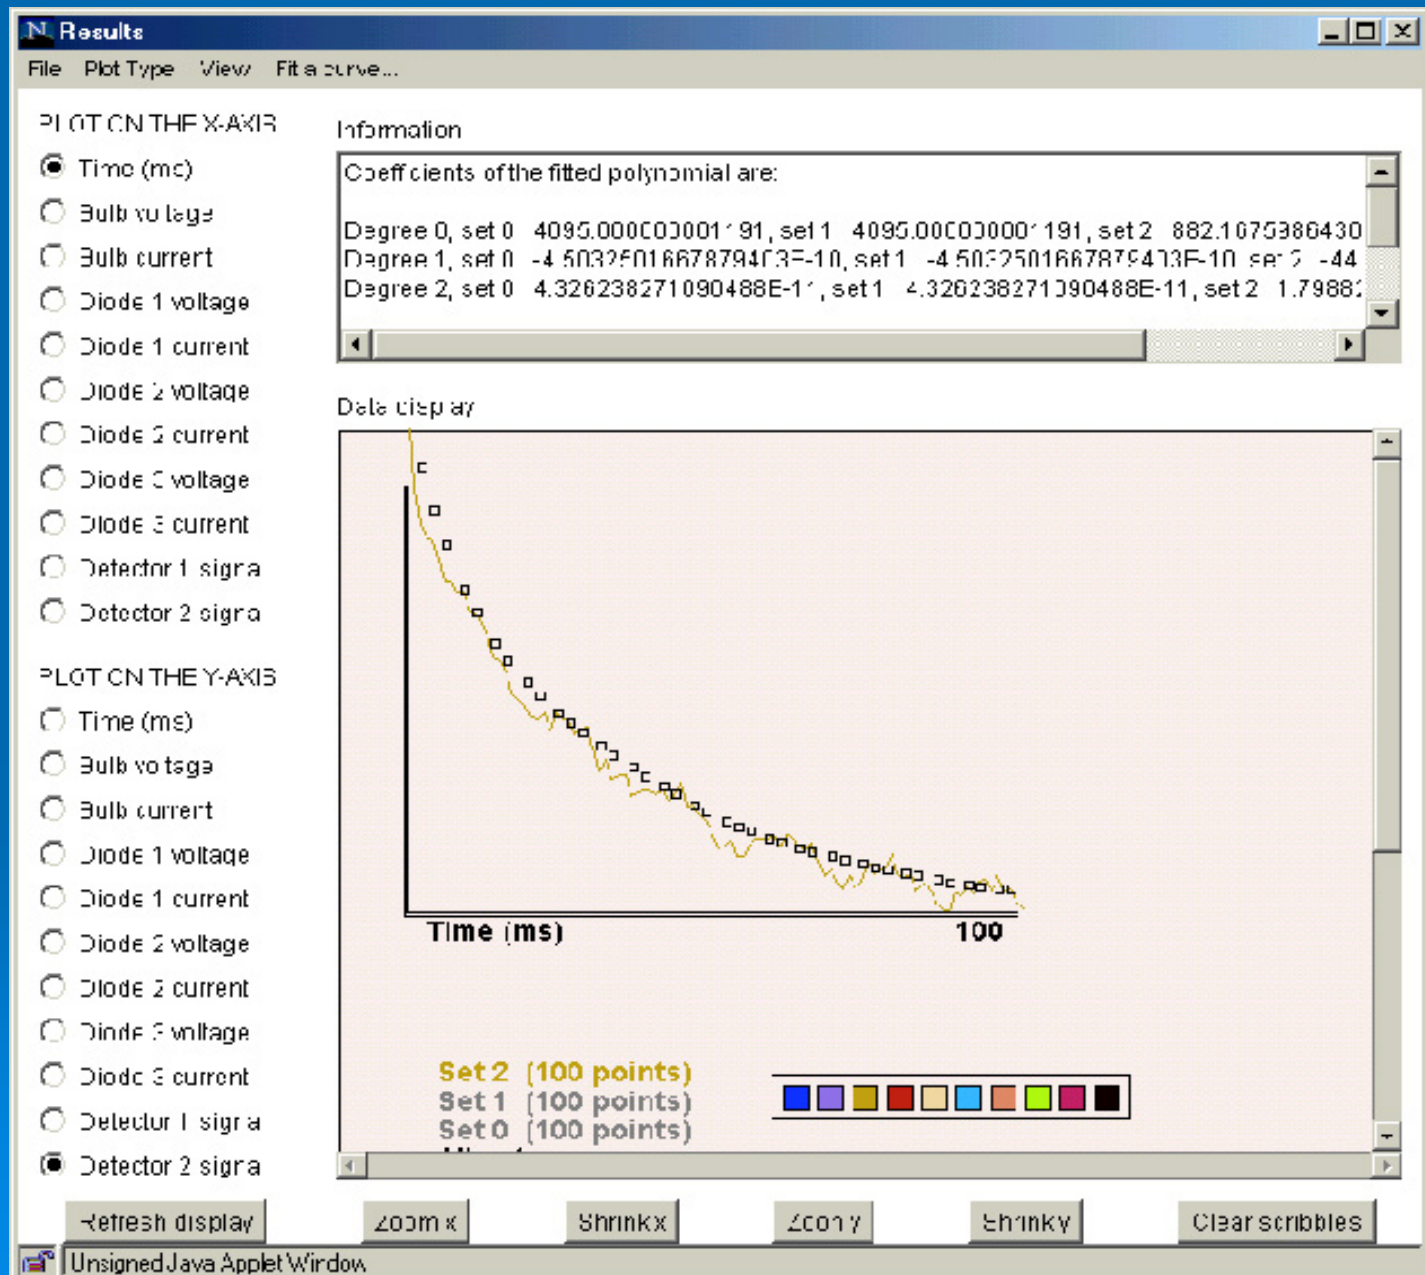 Results
File Plot Type View Fit a curve...
PLOT ON THE X-AXIS
Time (ms)
Bulb voltage
Bulb current
Diode 1 voltage
Diode 1 current
Diode 2 voltage
Diode 2 current
Diode 3 voltage
Diode 3 current
Detector 1 signal
Detector 2 signal
PLOT ON THE Y-AXIS
Time (ms)
Bulb voltage
Bulb current
Diode 1 voltage
Diode 1 current
Diode 2 voltage
Diode 2 current
Diode 3 voltage
Diode 3 current
Detector 1 signal
Detector 2 signal
Information
Coefficients of the fitted polynomial are:
Degree 0, set 0 4095.000000001191, set 1 4095.000000001191, set 2 882.1675986430
Degree 1, set 0 -4.5032501667879403E-10, set 1 -4.5032501667879403E-10, set 2 -44
Degree 2, set 0 4.326238271090488E-11, set 1 4.326238271090488E-11, set 2 1.7988
Data display
Time (ms) 100
Set 2 (100 points)
Set 1 (100 points)
Set 0 (100 points)
Refresh display Zoom x Shrink x Zoom y Shrink y Clear scribbles
Unsigned Java Applet Window